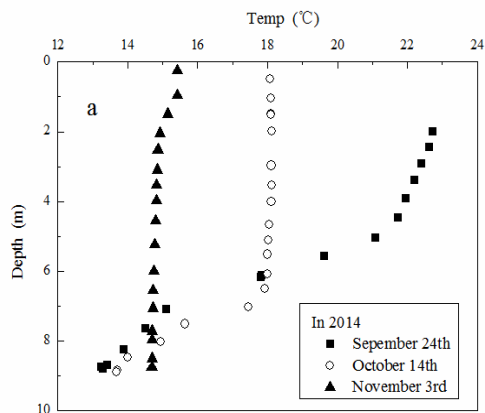 Temp (℃)
12 14 16 18 20 22 24
0
2
4
6
8
10
Depth (m)
a
In 2014
Sepember 24th
October 14th
November 3rd